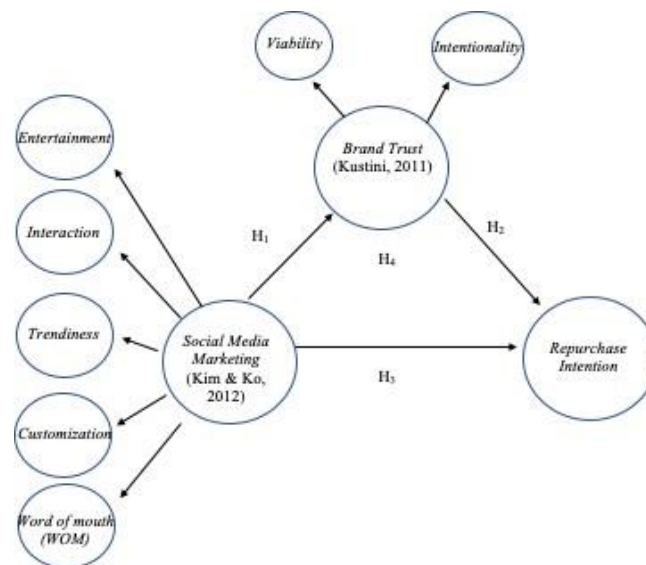 Viability
Intentionality
Entertainment
Brand Trust
(Kustini, 2011)
Interaction
H₁
H₂
H₄
Trendiness
Social Media
Marketing
(Kim & Ko,
2012)
Repurchase
Intention
H₃
Customization
Word of mouth
(WOM)